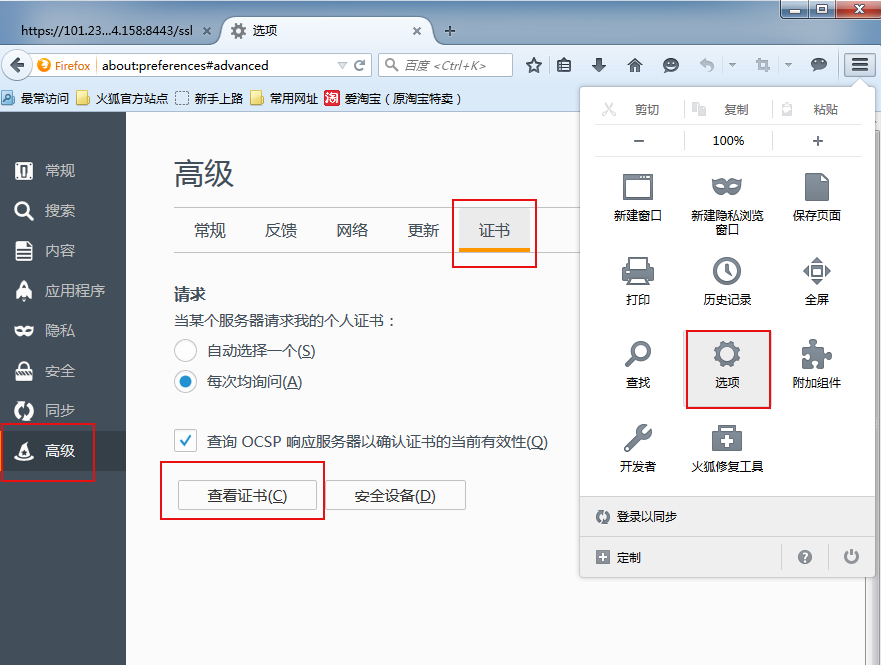 https://101.23...4.158:8443/ssl
选项
Firefox
about:preferences#advanced
百度 <Ctrl+K>
最常访问
火狐官方站点
新手上路
常用网址
淘
爱淘宝（原淘宝特卖）
常规
搜索
内容
应用程序
隐私
安全
同步
高级
高级
常规
反馈
网络
更新
证书
请求
当某个服务器请求我的个人证书：
自动选择一个(S)
每次均询问(A)
查询 OCSP 响应服务器以确认证书的当前有效性(Q)
查看证书(C)
安全设备(D)
剪切
复制
粘贴
100%
新建窗口
新建隐私浏览
窗口
保存页面
打印
历史记录
全屏
查找
选项
附加组件
开发者
火狐修复工具
登录以同步
定制